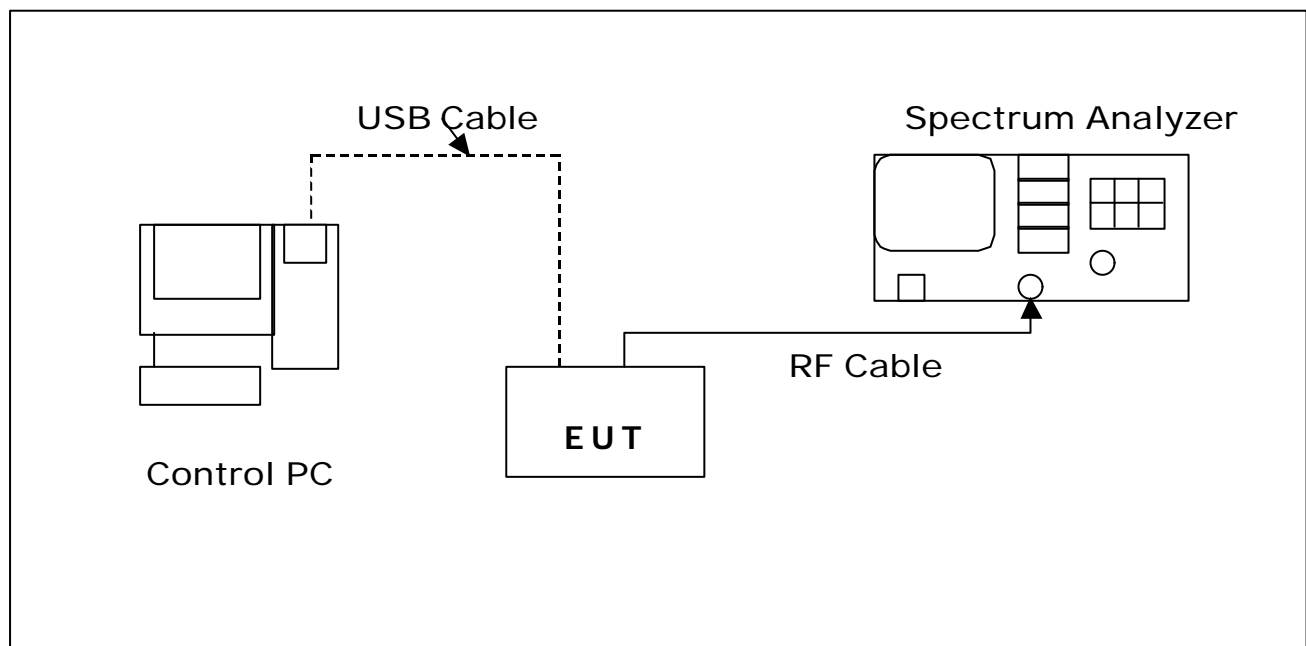 USB Cable
Spectrum Analyzer
RF Cable
EUT
Control PC